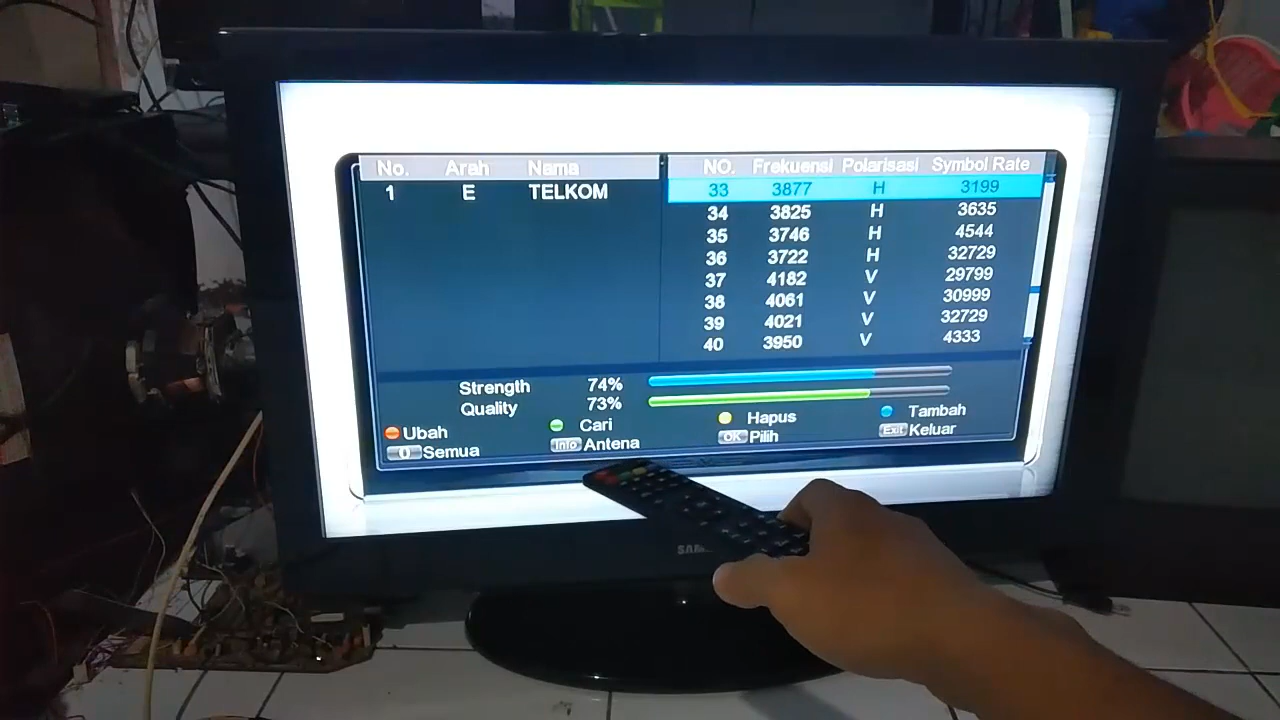 No. Arah Nama
1 E TELKOM
NO. Frekuensi Polarisasi Symbol Rate
33 3877 H 3199
34 3825 H 3635
35 3746 H 4544
36 3722 H 32729
37 4182 V 29799
38 4061 V 30999
39 4021 V 32729
40 3950 V 4333
Strength 74%
Quality 73%
Ubah Cari Hapus Tambah
0 Semua Info Antena OK Pilih Exit Keluar